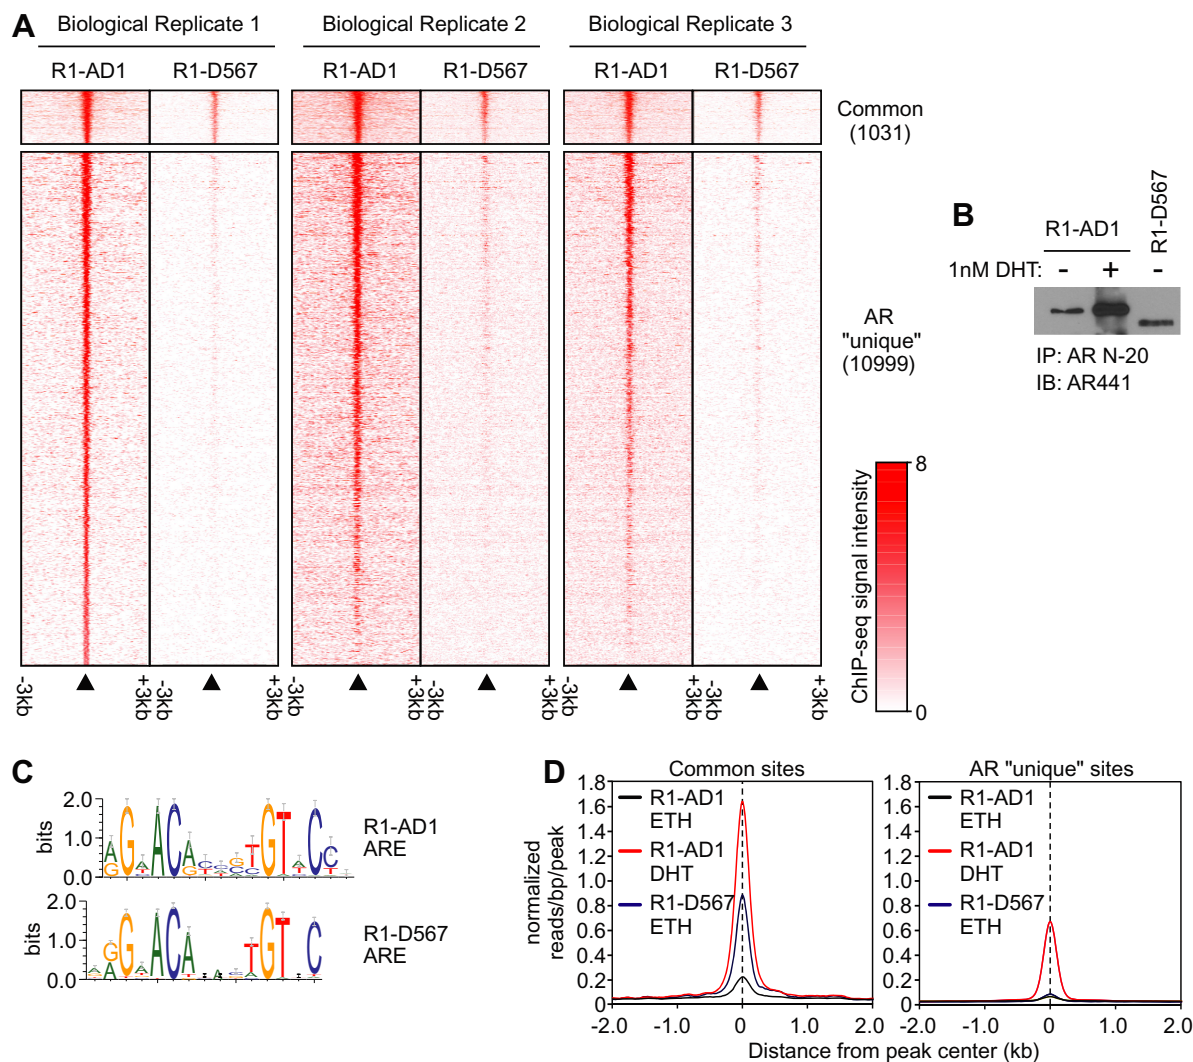 A
Biological Replicate 1
Biological Replicate 2
Biological Replicate 3
R1-AD1
R1-D567
R1-AD1
R1-D567
R1-AD1
R1-D567
Common
(1031)
AR
"unique"
(10999)
-3kb
+3kb
-3kb
+3kb
-3kb
+3kb
-3kb
+3kb
-3kb
+3kb
-3kb
+3kb
ChIP-seq signal intensity
8
0
B
R1-AD1
R1-D567
1nM DHT:
-
+
-
IP: AR N-20
IB: AR441
C
bits
2.0
1.0
0.0
R1-AD1
ARE
bits
2.0
1.0
0.0
R1-D567
ARE
D
Common sites
normalized
reads/bp/peak
1.8
1.6
1.4
1.2
1.0
0.8
0.6
0.4
0.2
0
R1-AD1
ETH
R1-AD1
DHT
R1-D567
ETH
-2.0
-1.0
0
1.0
2.0
AR "unique" sites
1.8
1.6
1.4
1.2
1.0
0.8
0.6
0.4
0.2
0
R1-AD1
ETH
R1-AD1
DHT
R1-D567
ETH
-2.0
-1.0
0
1.0
2.0
Distance from peak center (kb)